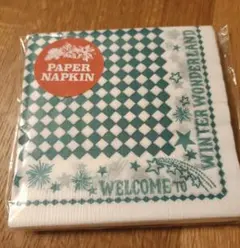 PAPER
NAPKIN
WELCOME TO
WINTER WONDERLAND